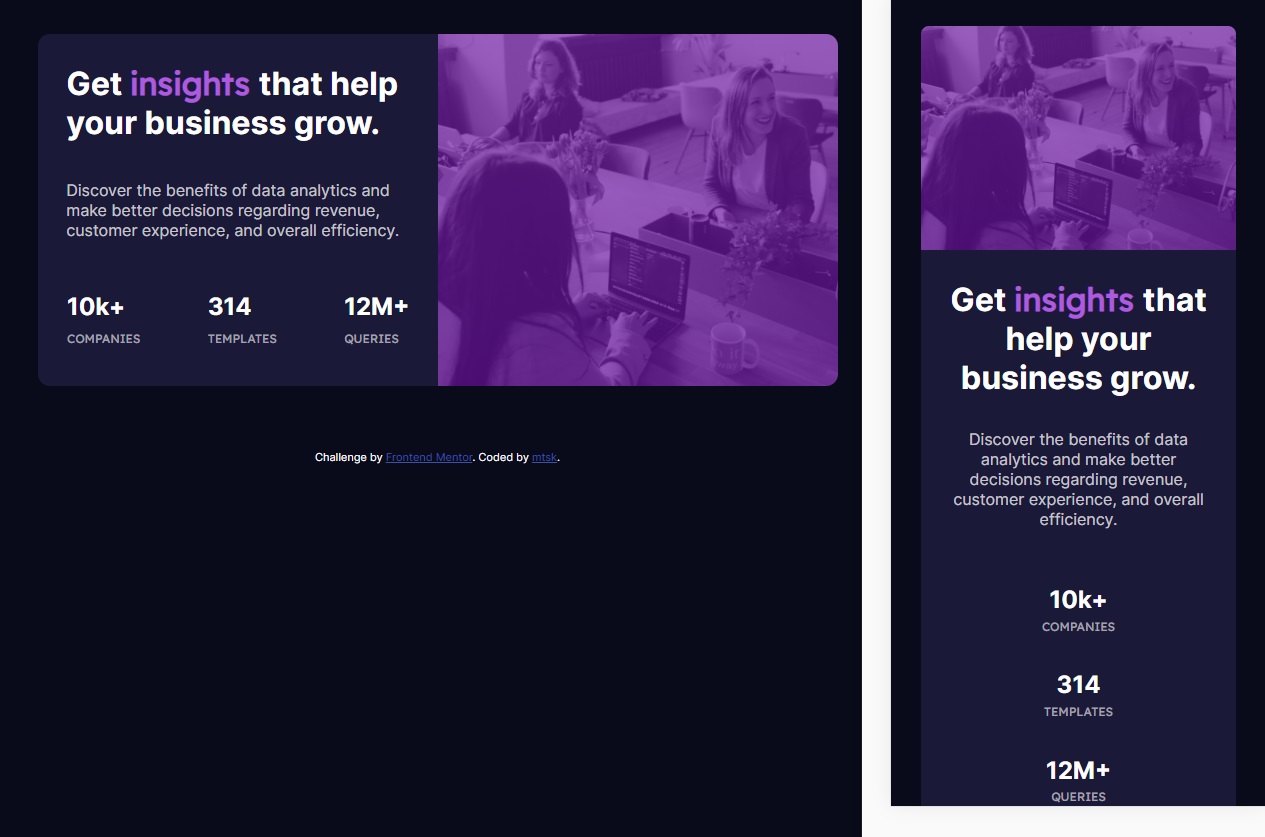 Get insights that help
your business grow.
Discover the benefits of data analytics and
make better decisions regarding revenue,
customer experience, and overall efficiency.
10k+
COMPANIES
314
TEMPLATES
12M+
QUERIES
Challenge by Frontend Mentor. Coded by mtsk.
Get insights that
help your
business grow.
Discover the benefits of data
analytics and make better
decisions regarding revenue,
customer experience, and overall
efficiency.
10k+
COMPANIES
314
TEMPLATES
12M+
QUERIES